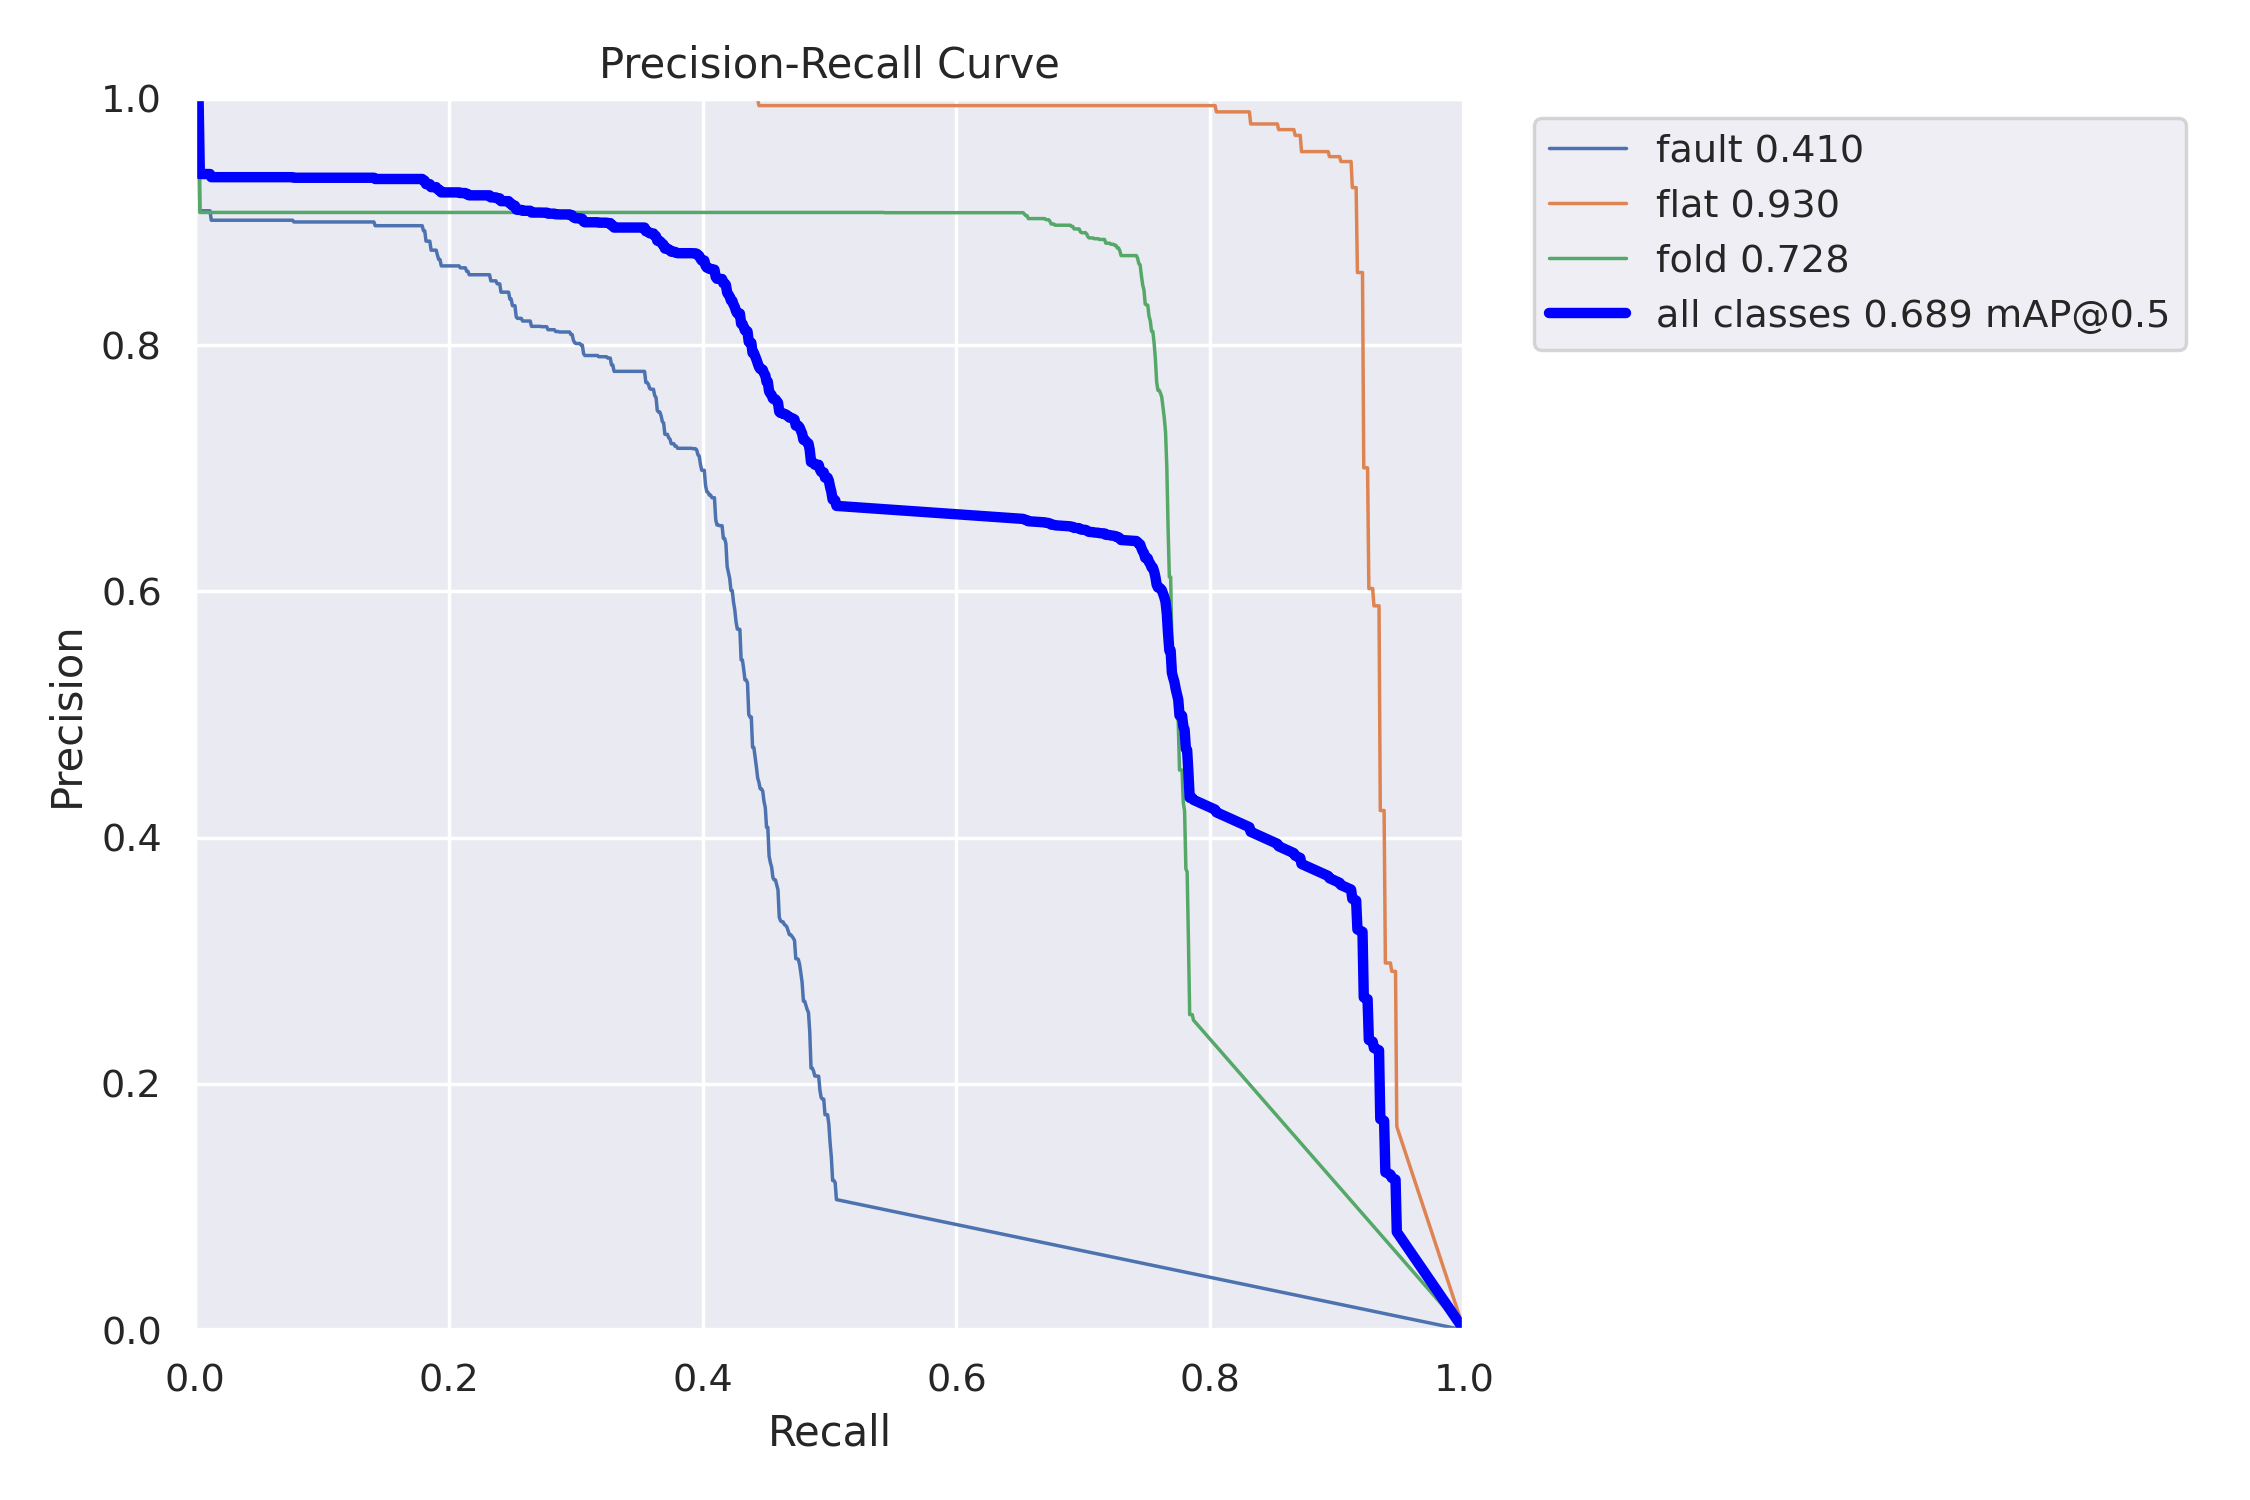 Precision-Recall Curve
1.0
0.8
0.6
0.4
0.2
0.0
Precision
0.0 0.2 0.4 0.6 0.8 1.0
Recall
fault 0.410
flat 0.930
fold 0.728
all classes 0.689 mAP@0.5